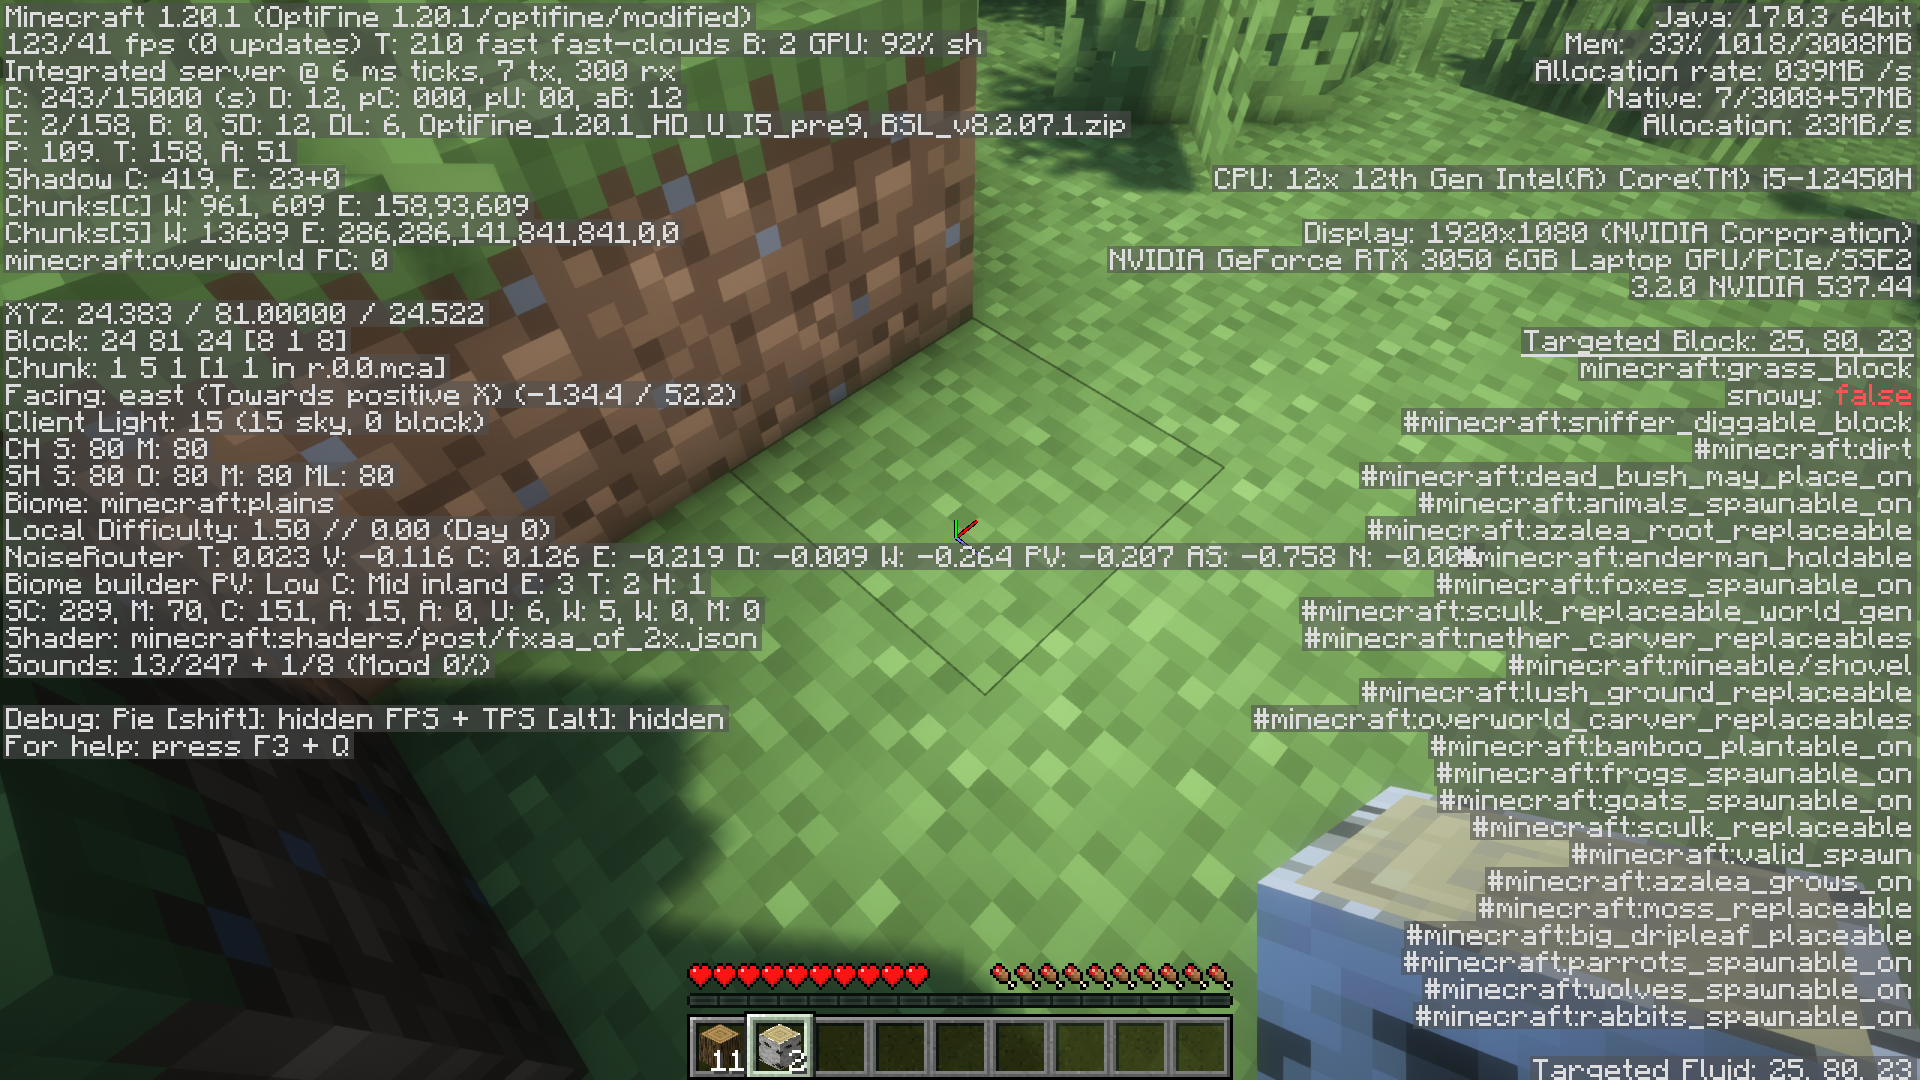 Minecraft 1.20.1 (OptiFine 1.20.1/optifine/modified)
123/41 fps (0 updates) T: 210 fast fast-clouds B: 2 GPU: 92% sh
Integrated server @ 6 ms ticks, 7 tx, 300 rx
C: 243/15000 (s) D: 12, pC: 000, pU: 00, aB: 12
E: 2/158, B: 0, SD: 12, DL: 6, OptiFine_1.20.1_HD_U_I5_pre9, BSL_v8.2.07.1.zip
P: 109. T: 158, A: 51
Shadow C: 419, E: 23+0
Chunks[C] W: 961, 609 E: 158,93,609
Chunks[S] W: 13689 E: 286,286,141,841,841,0,0
minecraft:overworld FC: 0
XYZ: 24.383 / 81.00000 / 24.522
Block: 24 81 24 [8 1 8]
Chunk: 1 5 1 [1 1 in r.0.0.mca]
Facing: east (Towards positive X) (-134.4 / 52.2)
Client Light: 15 (15 sky, 0 block)
CH S: 80 M: 80
SH S: 80 O: 80 M: 80 ML: 80
Biome: minecraft:plains
Local Difficulty: 1.50 // 0.00 (Day 0)
NoiseRouter T: 0.023 V: -0.116 C: 0.126 E: -0.219 D: -0.009 W: -0.264 PV: -0.207 AS: -0.758 N:
Biome builder PV: Low C: Mid inland E: 3 T: 2 H: 1
SC: 289, M: 70, C: 151, A: 15, A: 0, U: 6, W: 5, W: 0, M: 0
Shader: minecraft:shaders/post/fxaa_of_2x.json
Sounds: 13/247 + 1/8 (Mood 0%)
Debug: Pie [shift]: hidden FPS + TPS [alt]: hidden
For help: press F3 + Q
Java: 17.0.3 64bit
Mem: 33% 1018/3008MB
Allocation rate: 039MB /s
Native: 7/3008+57MB
Allocation: 23MB/s
CPU: 12x 12th Gen Intel(R) Core(TM) i5-12450H
Display: 1920x1080 (NVIDIA Corporation)
NVIDIA GeForce RTX 3050 6GB Laptop GPU/PCIe/SSE2
3.2.0 NVIDIA 537.44
Targeted Block: 25, 80, 23
minecraft:grass_block
snowy: false
#minecraft:sniffer_diggable_block
#minecraft:dirt
#minecraft:dead_bush_may_place_on
#minecraft:animals_spawnable_on
#minecraft:azalea_root_replaceable
#minecraft:enderman_holdable
#minecraft:foxes_spawnable_on
#minecraft:sculk_replaceable_world_gen
#minecraft:nether_carver_replaceables
#minecraft:mineable/shovel
#minecraft:lush_ground_replaceable
#minecraft:overworld_carver_replaceables
#minecraft:bamboo_plantable_on
#minecraft:frogs_spawnable_on
#minecraft:goats_spawnable_on
#minecraft:sculk_replaceable
#minecraft:valid_spawn
#minecraft:azalea_grows_on
#minecraft:moss_replaceable
#minecraft:big_dripleaf_placeable
#minecraft:parrots_spawnable_on
#minecraft:wolves_spawnable_on
#minecraft:rabbits_spawnable_on
Targeted Fluid: 25, 80, 23
11
2